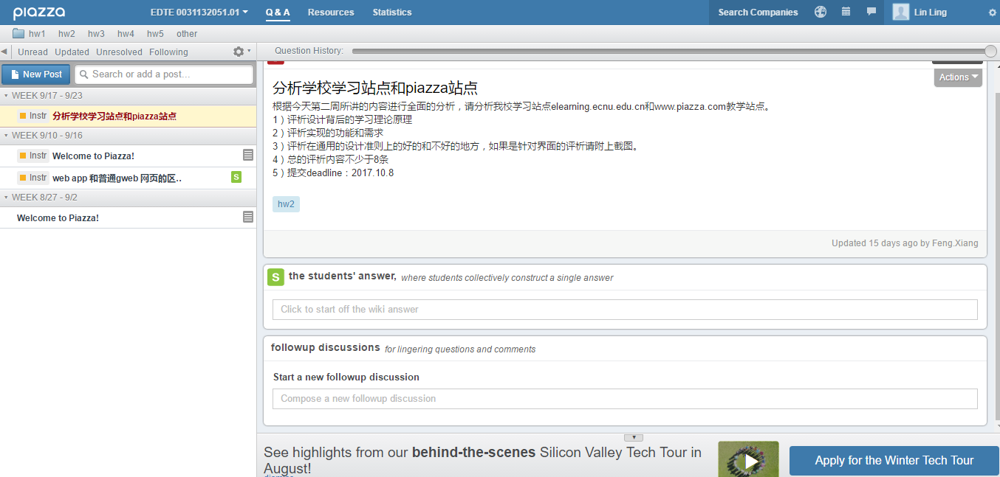 piazza
EDTE 0031132051.01
Q & A
Resources
Statistics
Search Companies
Lin Ling
hw1 hw2 hw3 hw4 hw5 other
Unread Updated Unresolved Following
Question History:
New Post
Search or add a post...
WEEK 9/17 - 9/23
Instr 分析学校学习站点和piazza站点
WEEK 9/10 - 9/16
Instr Welcome to Piazza!
Instr web app 和普通gweb 网页的区..
S
WEEK 8/27 - 9/2
Welcome to Piazza!
Actions
分析学校学习站点和piazza站点
根据今天第二周所讲的内容进行全面的分析，请分析我校学习站点elearning.ecnu.edu.cn和www.piazza.com教学站点。
1）评析设计背后的学习理论原理
2）评析实现的功能和需求
3）评析在通用的设计准则上的好的和不好的地方，如果是针对界面的评析请附上截图。
4）总的评析内容不少于8条
5）提交deadline：2017.10.8
hw2
Updated 15 days ago by Feng.Xiang
S the students' answer, where students collectively construct a single answer
Click to start off the wiki answer
followup discussions for lingering questions and comments
Start a new followup discussion
Compose a new followup discussion
See highlights from our behind-the-scenes Silicon Valley Tech Tour in
August!
Apply for the Winter Tech Tour